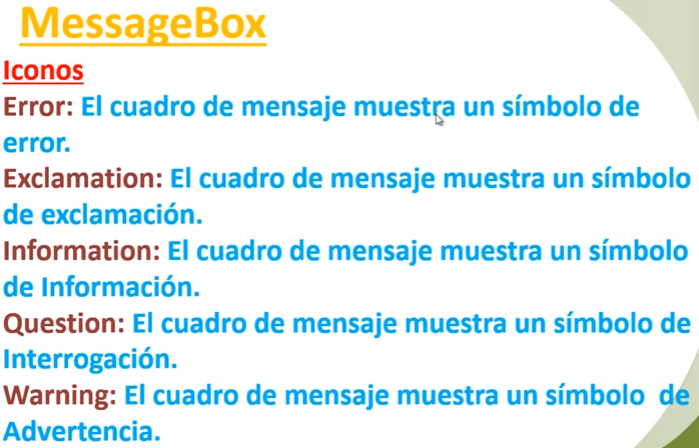 MessageBox
Iconos
Error: El cuadro de mensaje muestra un símbolo de
error.
Exclamation: El cuadro de mensaje muestra un símbolo
de exclamación.
Information: El cuadro de mensaje muestra un símbolo
de Información.
Question: El cuadro de mensaje muestra un símbolo de
Interrogación.
Warning: El cuadro de mensaje muestra un símbolo  de
Advertencia.